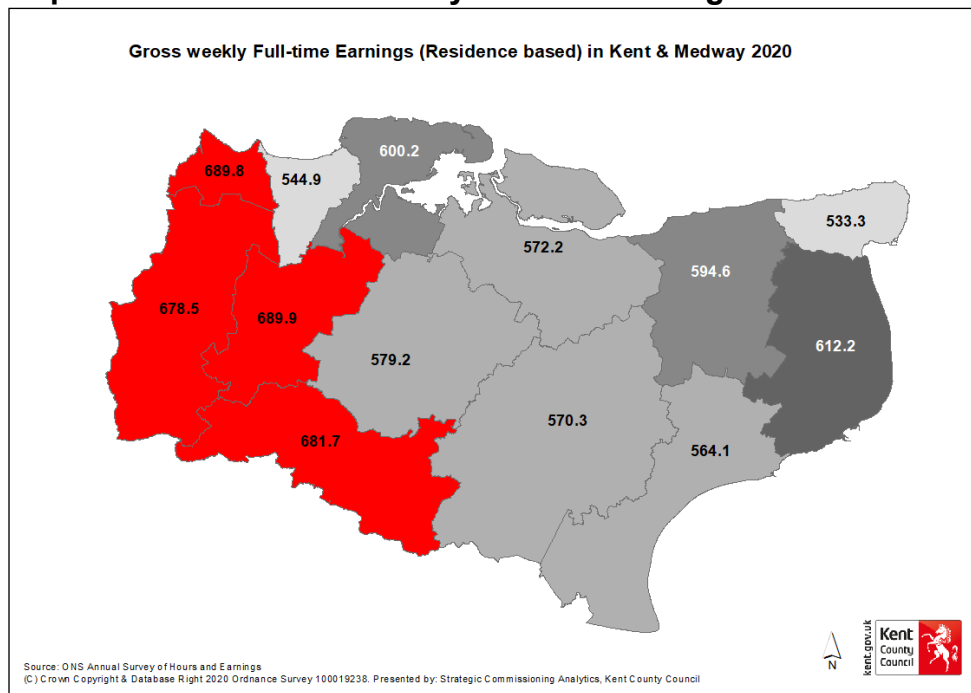 Gross weekly Full-time Earnings (Residence based) in Kent & Medway 2020
600.2
689.8
544.9
533.3
572.2
594.6
678.5
689.9
612.2
579.2
570.3
681.7
564.1
N
kent.gov.uk
Kent
County
Council
Source: ONS Annual Survey of Hours and Earnings
(C) Crown Copyright & Database Right 2020 Ordnance Survey 100019238. Presented by: Strategic Commissioning Analytics, Kent County Council